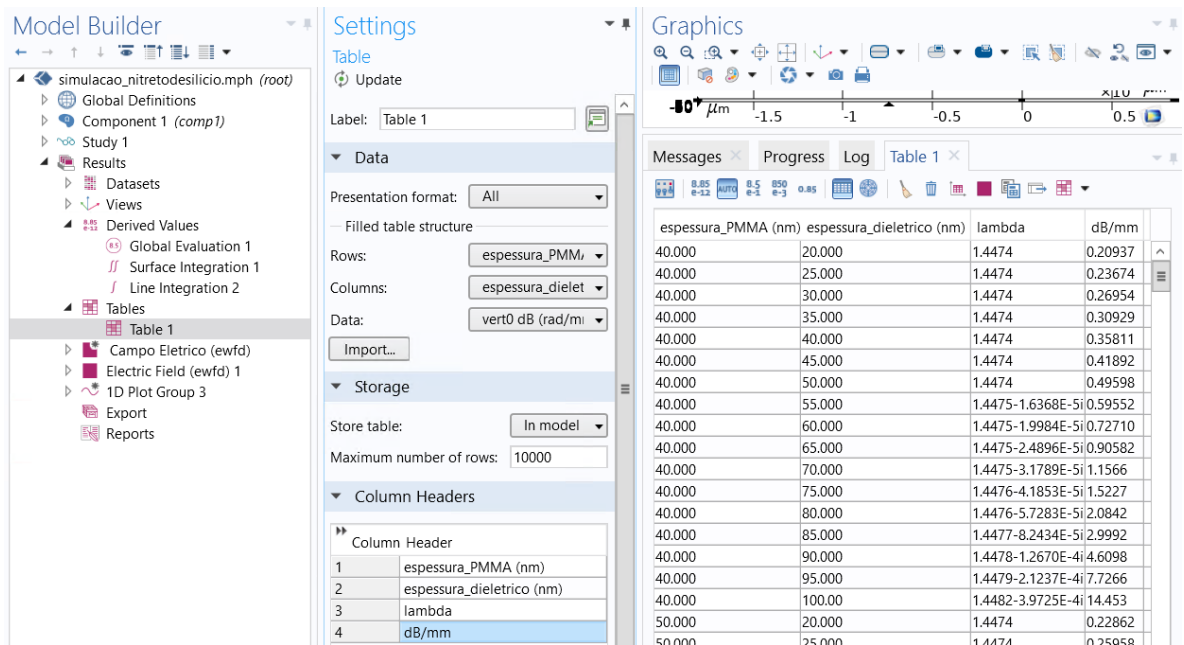 Model Builder
simulacao_nitretodesilicio.mph (root)
Global Definitions
Component 1 (comp1)
Study 1
Results
Datasets
Views
8.85
e-12
Derived Values
8.5
Global Evaluation 1
Surface Integration 1
Line Integration 2
Tables
Table 1
Campo Eletrico (ewfd)
Electric Field (ewfd) 1
1D Plot Group 3
Export
Reports
Settings
Table
Update
Label: Table 1
Data
Presentation format: All
Filled table structure
Rows: espessura_PMM
Columns: espessura_dielet
Data: vert0 dB (rad/m
Import...
Storage
Store table: In model
Maximum number of rows: 10000
Column Headers
Column Header
1 espessura_PMMA (nm)
2 espessura_dieletrico (nm)
3 lambda
4 dB/mm
Graphics
μm -1.5 -1 -0.5 0 0.5
Messages Progress Log Table 1
8.85 e-12 AUTO 8.5 e-1 850 e-3 0.85
espessura_PMMA (nm) espessura_dieletrico (nm) lambda dB/mm
40.000 20.000 1.4474 0.20937
40.000 25.000 1.4474 0.23674
40.000 30.000 1.4474 0.26954
40.000 35.000 1.4474 0.30929
40.000 40.000 1.4474 0.35811
40.000 45.000 1.4474 0.41892
40.000 50.000 1.4474 0.49598
40.000 55.000 1.4475-1.6368E-5i 0.59552
40.000 60.000 1.4475-1.9984E-5i 0.72710
40.000 65.000 1.4475-2.4896E-5i 0.90582
40.000 70.000 1.4475-3.1789E-5i 1.1566
40.000 75.000 1.4476-4.1853E-5i 1.5227
40.000 80.000 1.4476-5.7283E-5i 2.0842
40.000 85.000 1.4477-8.2434E-5i 2.9992
40.000 90.000 1.4478-1.2670E-4i 4.6098
40.000 95.000 1.4479-2.1237E-4i 7.7266
40.000 100.00 1.4482-3.9725E-4i 14.453
50.000 20.000 1.4474 0.22862
50.000 25.000 1.4474 0.25958